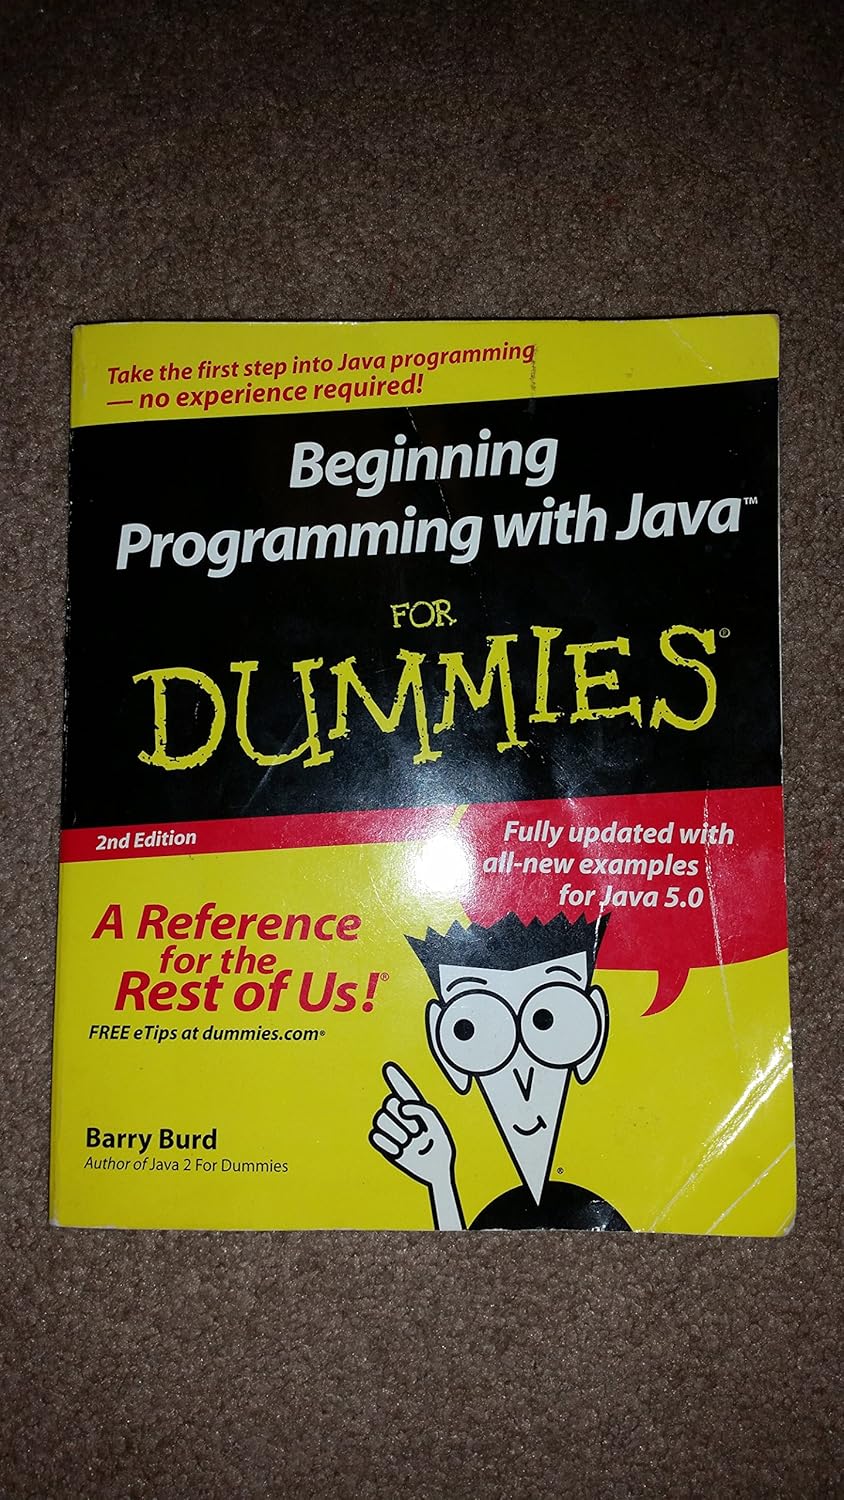 Take the first step into Java programming
— no experience required!
Beginning
Programming with Java™
FOR
DUMMIES®
2nd Edition
Fully updated with
all-new examples
for Java 5.0
A Reference
for the
Rest of Us!®
FREE eTips at dummies.com®
Barry Burd
Author of Java 2 For Dummies
®